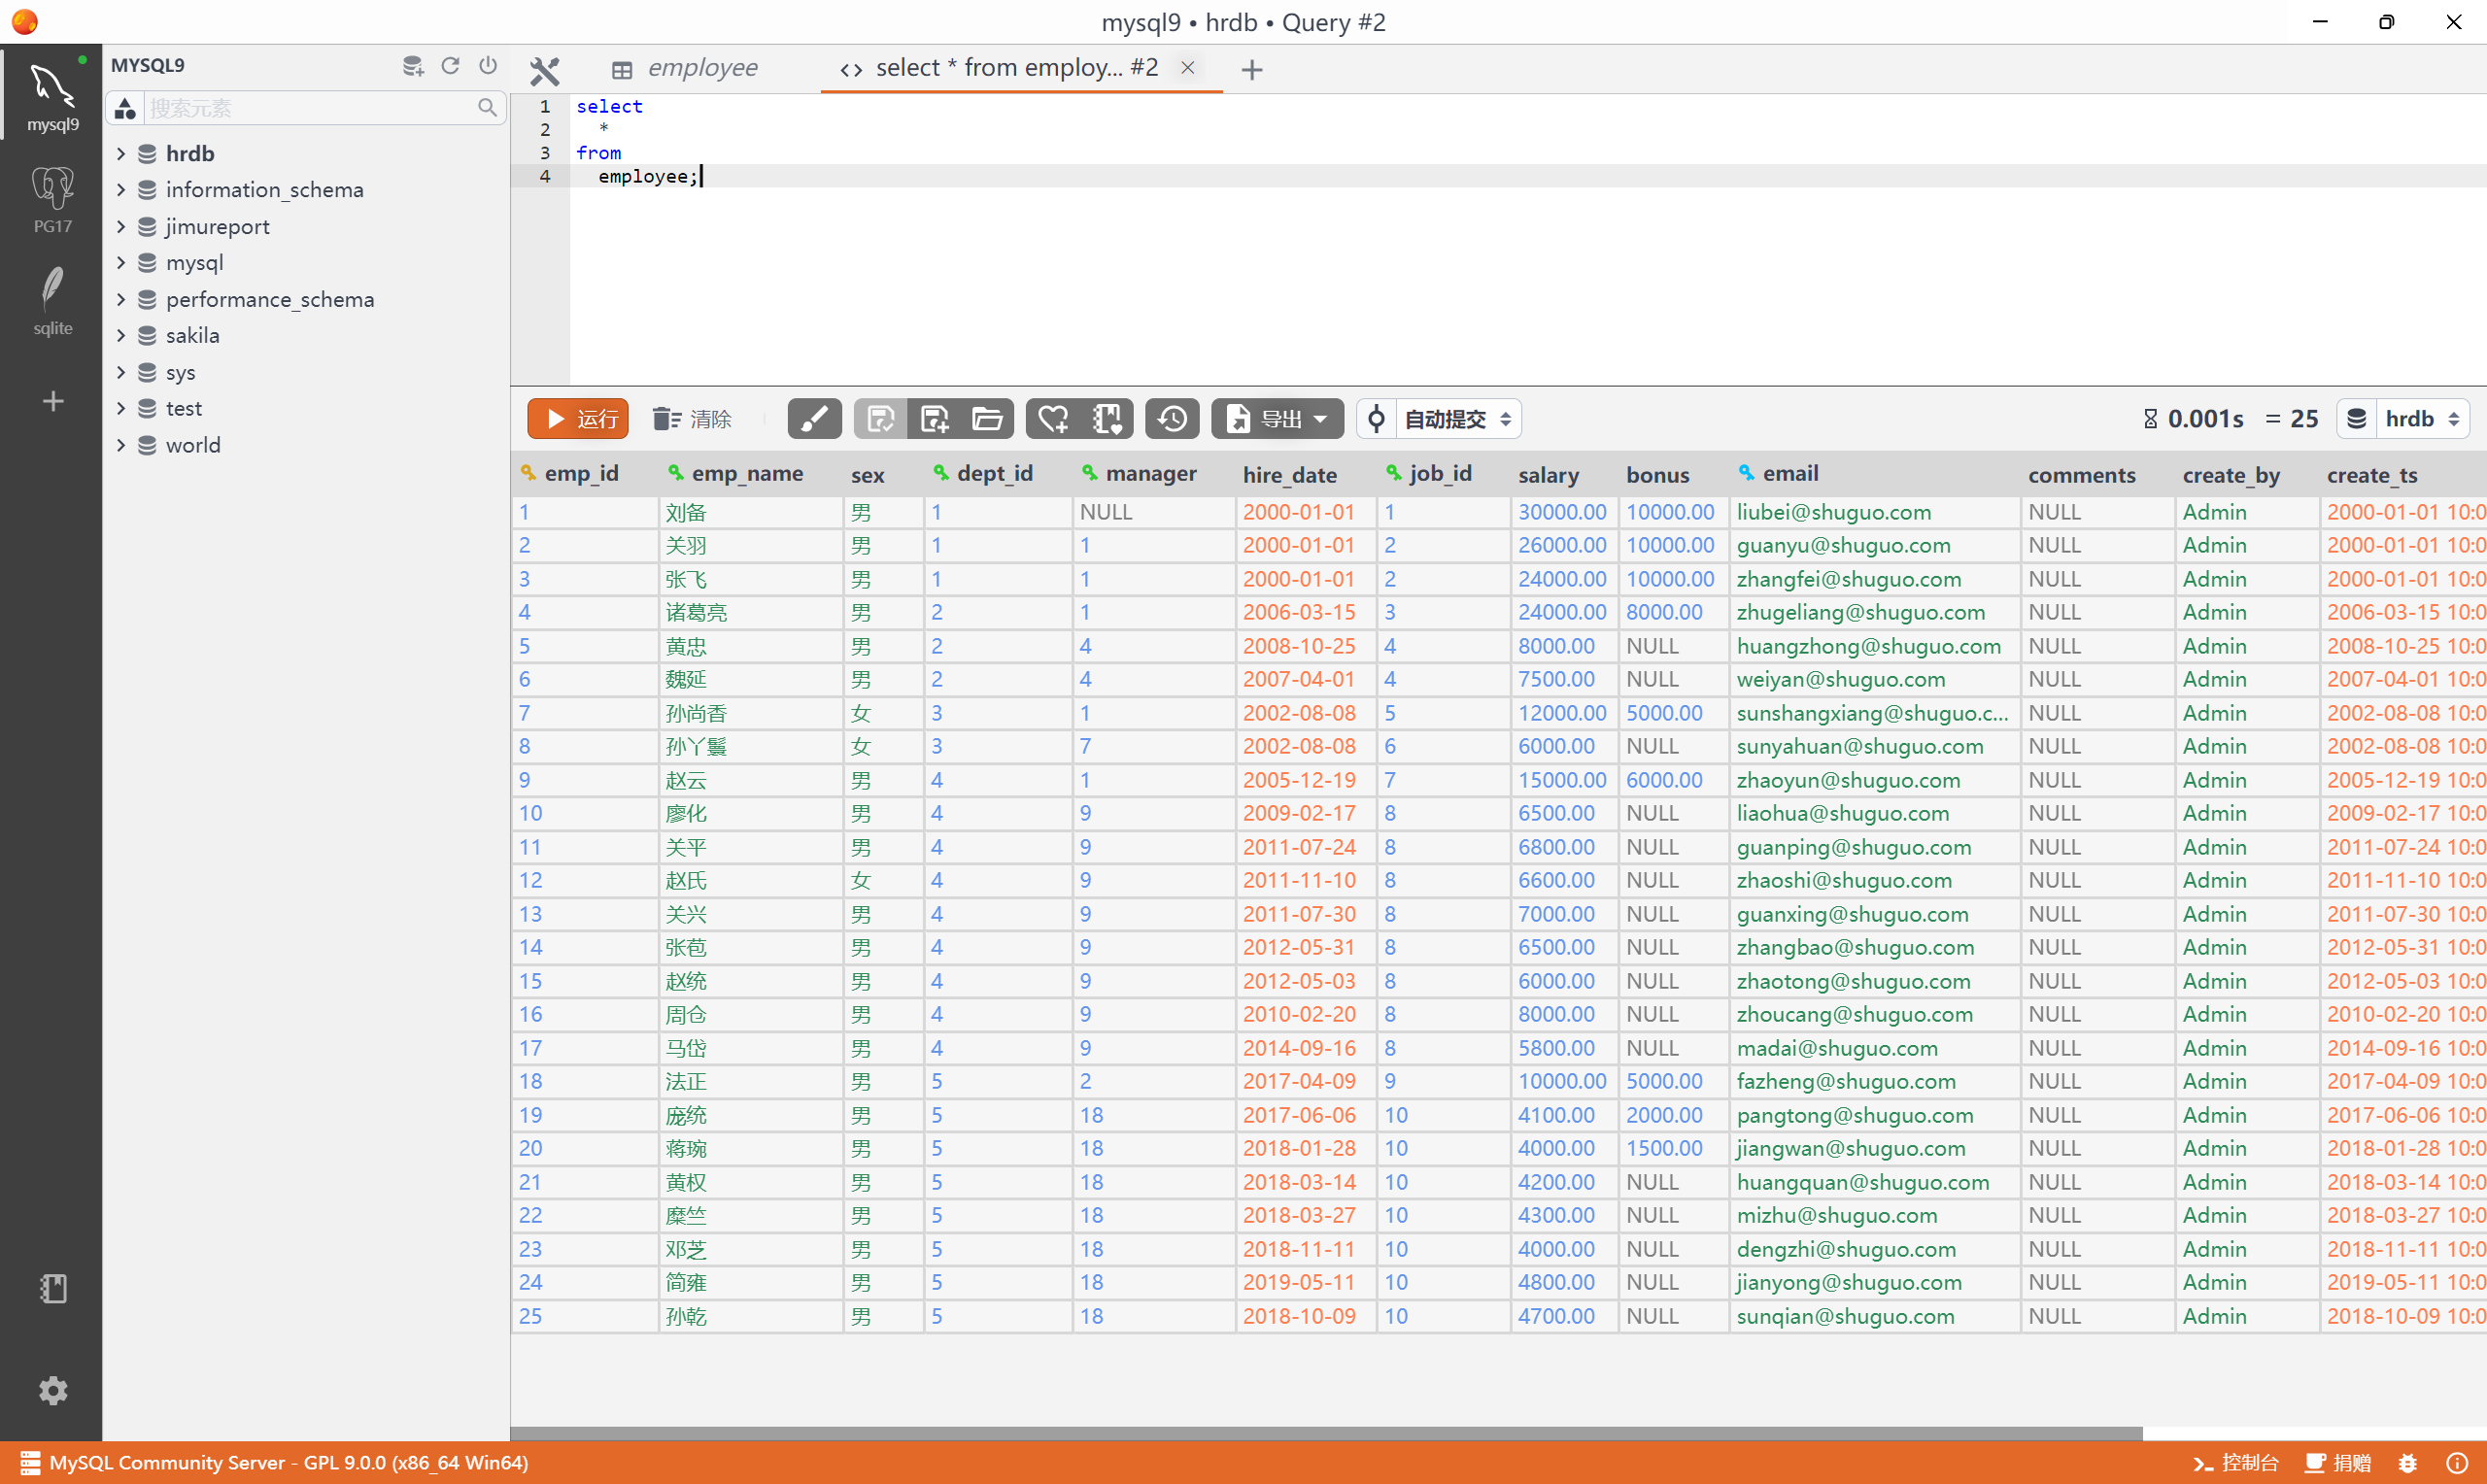 mysql9 • hrdb • Query #2
mysql9
PG17
sqlite
MYSQL9
搜索元素
hrdb
information_schema
jimureport
mysql
performance_schema
sakila
sys
test
world
employee
select * from employ... #2
1 select
2 *
3 from
4 employee;
运行 清除 导出 自动提交 0.001s = 25 hrdb
emp_id emp_name sex dept_id manager hire_date job_id salary bonus email comments create_by create_ts
1 刘备 男 1 NULL 2000-01-01 1 30000.00 10000.00 liubei@shuguo.com NULL Admin 2000-01-01 10:0
2 关羽 男 1 1 2000-01-01 2 26000.00 10000.00 guanyu@shuguo.com NULL Admin 2000-01-01 10:0
3 张飞 男 1 1 2000-01-01 2 24000.00 10000.00 zhangfei@shuguo.com NULL Admin 2000-01-01 10:0
4 诸葛亮 男 2 1 2006-03-15 3 24000.00 8000.00 zhugeliang@shuguo.com NULL Admin 2006-03-15 10:0
5 黄忠 男 2 4 2008-10-25 4 8000.00 NULL huangzhong@shuguo.com NULL Admin 2008-10-25 10:0
6 魏延 男 2 4 2007-04-01 4 7500.00 NULL weiyan@shuguo.com NULL Admin 2007-04-01 10:0
7 孙尚香 女 3 1 2002-08-08 5 12000.00 5000.00 sunshangxiang@shuguo.c... NULL Admin 2002-08-08 10:0
8 孙丫鬟 女 3 7 2002-08-08 6 6000.00 NULL sunyahuan@shuguo.com NULL Admin 2002-08-08 10:0
9 赵云 男 4 1 2005-12-19 7 15000.00 6000.00 zhaoyun@shuguo.com NULL Admin 2005-12-19 10:0
10 廖化 男 4 9 2009-02-17 8 6500.00 NULL liaohua@shuguo.com NULL Admin 2009-02-17 10:0
11 关平 男 4 9 2011-07-24 8 6800.00 NULL guanping@shuguo.com NULL Admin 2011-07-24 10:0
12 赵氏 女 4 9 2011-11-10 8 6600.00 NULL zhaoshi@shuguo.com NULL Admin 2011-11-10 10:0
13 关兴 男 4 9 2011-07-30 8 7000.00 NULL guanxing@shuguo.com NULL Admin 2011-07-30 10:0
14 张苞 男 4 9 2012-05-31 8 6500.00 NULL zhangbao@shuguo.com NULL Admin 2012-05-31 10:0
15 赵统 男 4 9 2012-05-03 8 6000.00 NULL zhaotong@shuguo.com NULL Admin 2012-05-03 10:0
16 周仓 男 4 9 2010-02-20 8 8000.00 NULL zhoucang@shuguo.com NULL Admin 2010-02-20 10:0
17 马岱 男 4 9 2014-09-16 8 5800.00 NULL madai@shuguo.com NULL Admin 2014-09-16 10:0
18 法正 男 5 2 2017-04-09 9 10000.00 5000.00 fazheng@shuguo.com NULL Admin 2017-04-09 10:0
19 庞统 男 5 18 2017-06-06 10 4100.00 2000.00 pangtong@shuguo.com NULL Admin 2017-06-06 10:0
20 蒋琬 男 5 18 2018-01-28 10 4000.00 1500.00 jiangwan@shuguo.com NULL Admin 2018-01-28 10:0
21 黄权 男 5 18 2018-03-14 10 4200.00 NULL huangquan@shuguo.com NULL Admin 2018-03-14 10:0
22 糜竺 男 5 18 2018-03-27 10 4300.00 NULL mizhu@shuguo.com NULL Admin 2018-03-27 10:0
23 邓芝 男 5 18 2018-11-11 10 4000.00 NULL dengzhi@shuguo.com NULL Admin 2018-11-11 10:0
24 简雍 男 5 18 2019-05-11 10 4800.00 NULL jianyong@shuguo.com NULL Admin 2019-05-11 10:0
25 孙乾 男 5 18 2018-10-09 10 4700.00 NULL sunqian@shuguo.com NULL Admin 2018-10-09 10:0
MySQL Community Server - GPL 9.0.0 (x86_64 Win64) 控制台 捐赠